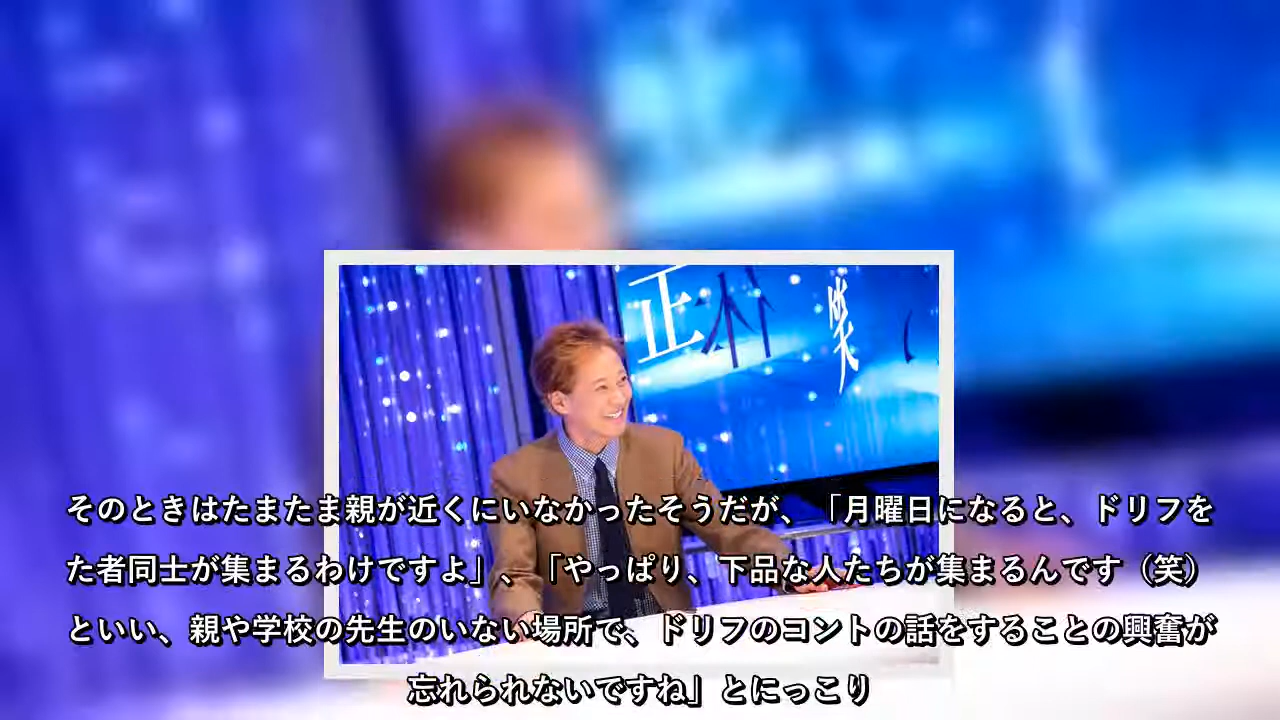 正 笑
そのときはたまたま親が近くにいなかったそうだが、「月曜日になると、ドリフを
た者同士が集まるわけですよ」、「やっぱり、下品な人たちが集まるんです（笑）
といい、親や学校の先生のいない場所で、ドリフのコントの話をすることの興奮が
忘れられないですね」とにっこり